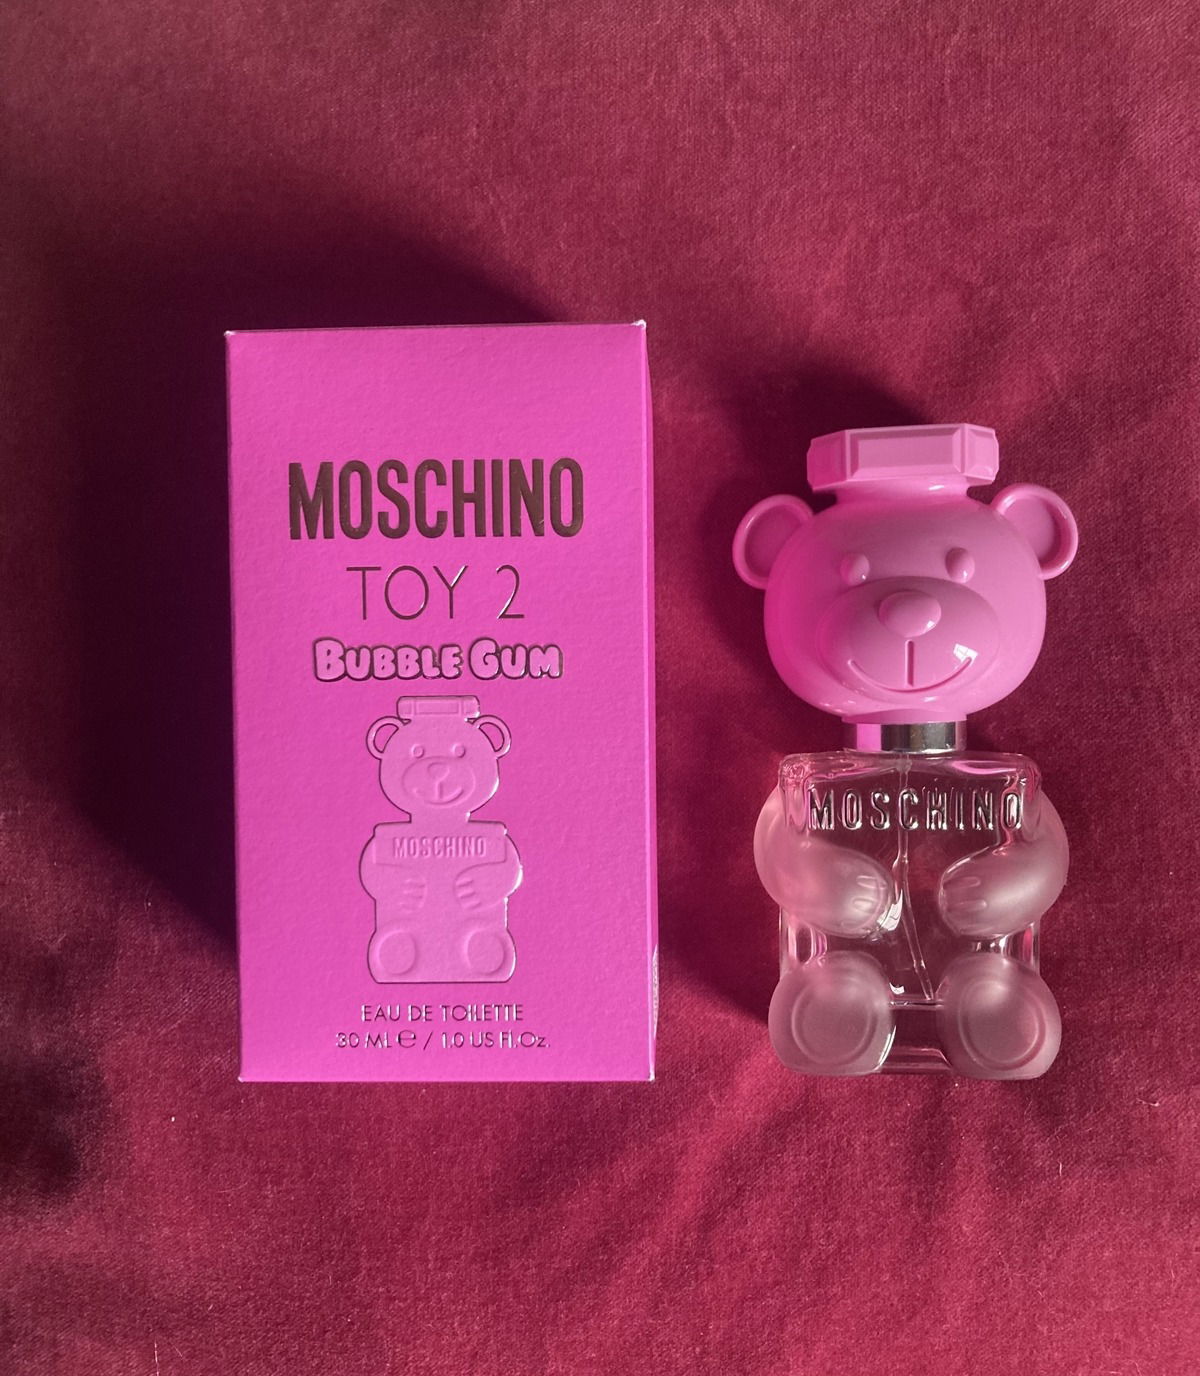 MOSCHINO
TOY 2
BUBBLE GUM
MOSCHINO
EAU DE TOILETTE
30 ML ℮ / 1.0 US Fl.Oz.
MOSCHINO